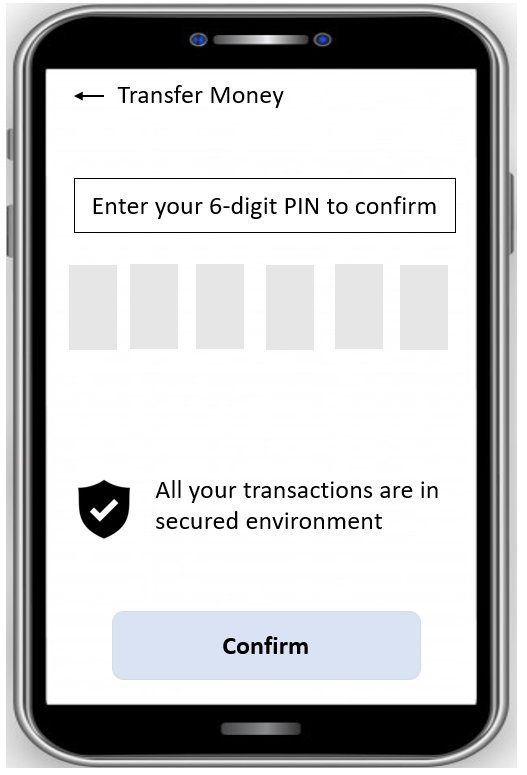 Transfer Money
Enter your 6-digit PIN to confirm
All your transactions are in
secured environment
Confirm